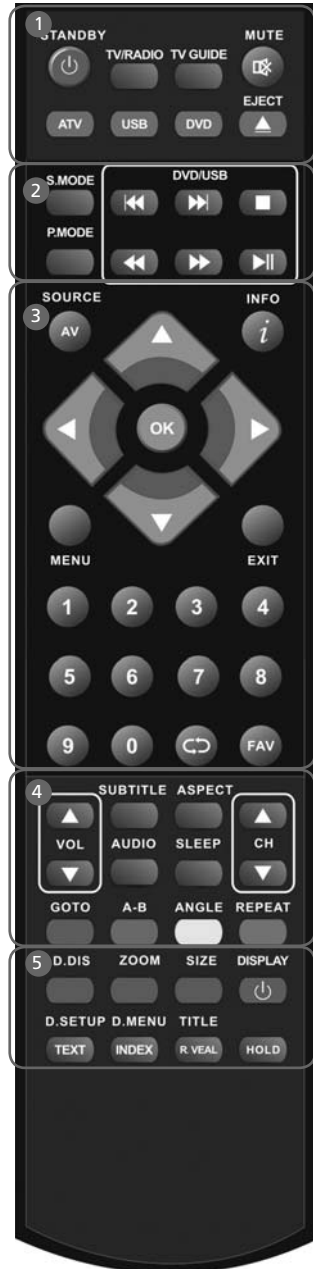 1
STANDBY MUTE
TV/RADIO TV GUIDE
EJECT
ATV USB DVD
2
S.MODE DVD/USB
P.MODE
3
SOURCE INFO
AV i
OK
MENU EXIT
1 2 3 4
5 6 7 8
9 0 FAV
4
SUBTITLE ASPECT
VOL AUDIO SLEEP CH
GOTO A-B ANGLE REPEAT
5
D.DIS ZOOM SIZE DISPLAY
D.SETUP D.MENU TITLE
TEXT INDEX R VEAL HOLD